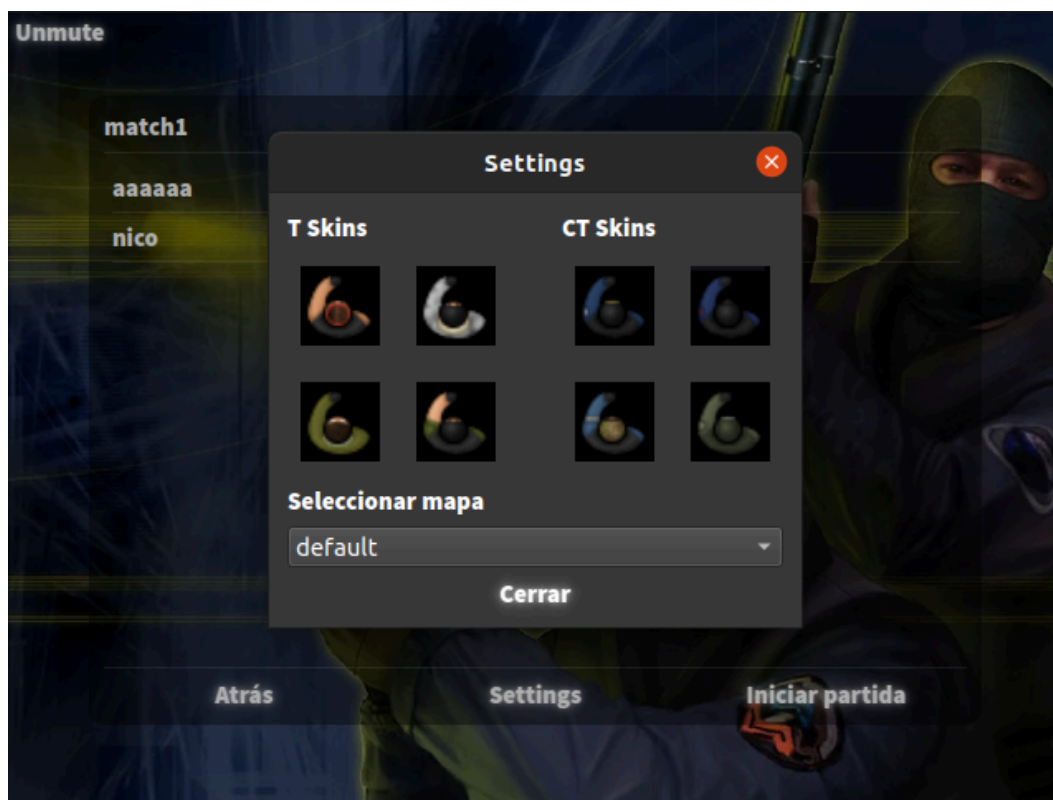 Unmute
match1
Settings
aaaaaa
nico
T Skins
CT Skins
Seleccionar mapa
default
Cerrar
Atrás
Settings
Iniciar partida